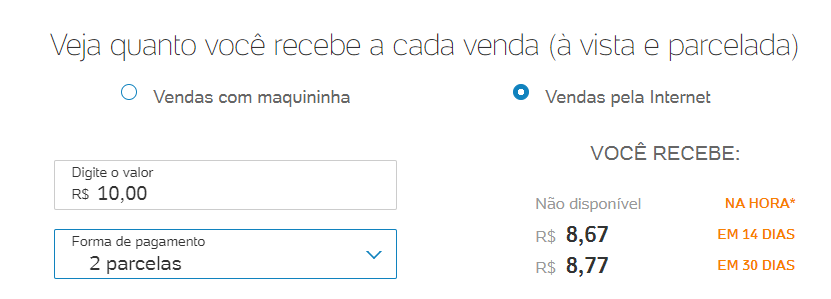 Veja quanto você recebe a cada venda (à vista e parcelada)
Vendas com maquininha
Vendas pela Internet
Digite o valor
R$ 10,00
Forma de pagamento
2 parcelas
VOCÊ RECEBE:
Não disponível NA HORA*
R$ 8,67 EM 14 DIAS
R$ 8,77 EM 30 DIAS